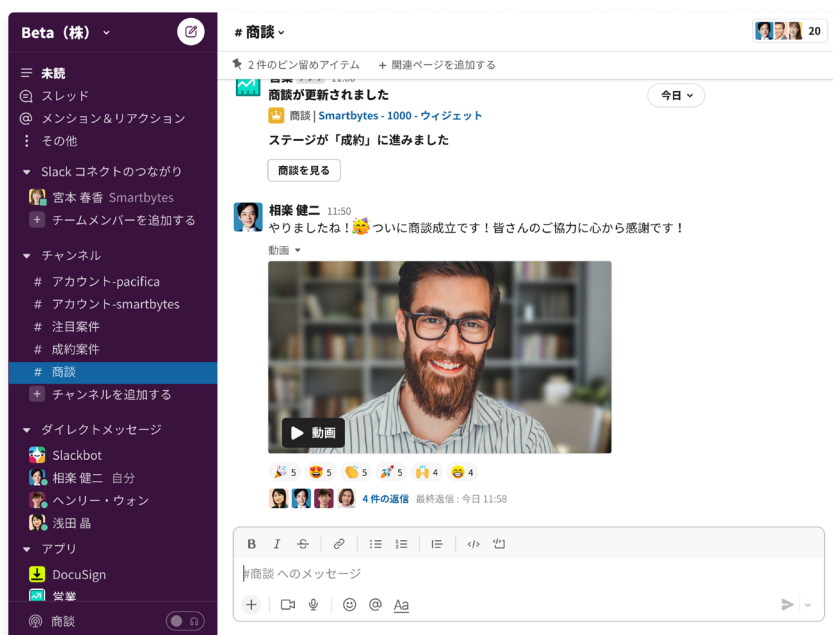 Beta（株）
未読
スレッド
メンション＆リアクション
その他
Slack コネクトのつながり
宮本 春香 Smartbytes
チームメンバーを追加する
チャンネル
# アカウント-pacifica
# アカウント-smartbytes
# 注目案件
# 成約案件
# 商談
チャンネルを追加する
ダイレクトメッセージ
Slackbot
相楽 健二 自分
ヘンリー・ウォン
浅田 晶
アプリ
DocuSign
営業
商談
# 商談
20
2 件のピン留めアイテム + 関連ページを追加する
営業 アプリ 11:00
今日
商談が更新されました
商談 | Smartbytes - 1000 - ウィジェット
ステージが「成約」に進みました
商談を見る
相楽 健二 11:50
やりましたね！🥳ついに商談成立です！皆さんのご協力に心から感謝です！
動画
動画
5 5 5 5 4 4
4 件の返信 最終返信 : 今日 11:58
B I S
#商談 へのメッセージ
Aa